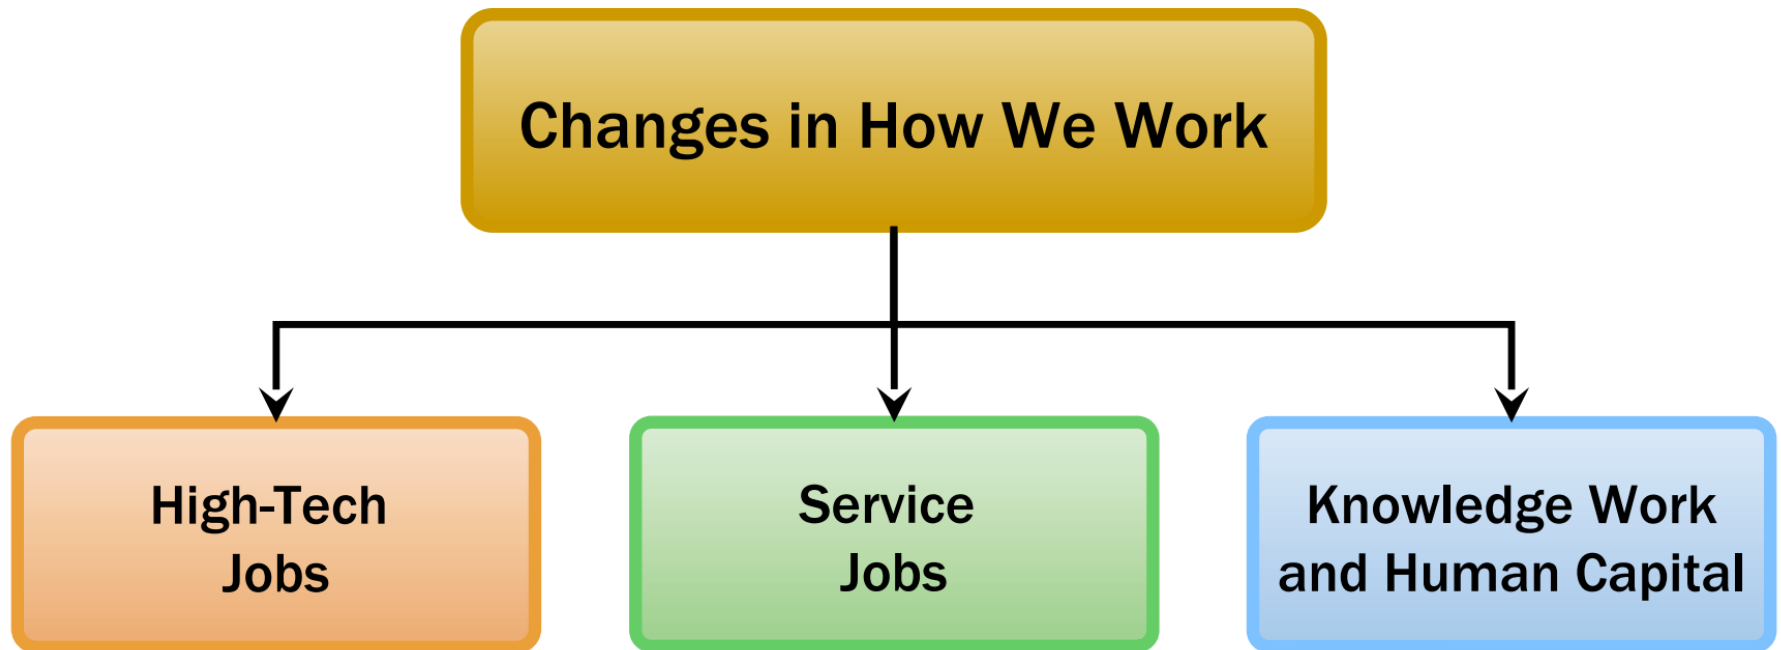 Changes in How We Work
High-Tech
Jobs
Service
Jobs
Knowledge Work
and Human Capital